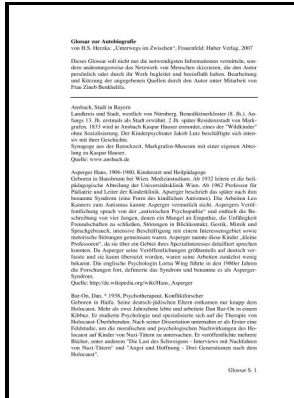 Glossar zur Autobiografie
von H.S. Herzka: „Unterwegs im Zwischen“, Frauenfeld: Huber Verlag, 2007
Dieses Glossar soll nicht nur die notwendigsten Informationen vermitteln, son-
dern andeutungsweise das Netzwerk von Menschen skizzieren, die den Autor
persönlich oder durch ihr Werk begleitet und beeinflußt haben. Bearbeitung
und Kürzung der angegebenen Quellen durch den Autor unter Mitarbeit von
Frau Zineb Benkhelifa.
Ansbach, Stadt in Bayern
Landkreis und Stadt, westlich von Nürnberg. Benediktinerkloster (8. Jh.). An-
fangs 13. Jh. erstmals als Stadt erwähnt. 2 Jh. später Residenzstadt von Mark-
grafen. 1833 wird in Ansbach Kaspar Hauser ermordet, eines der "Wildkinder"
ohne Sozialisierung. Der Kinderpsychiater Jakob Lutz beschäftigte sich inten-
siv mit ihrer Geschichte.
Synagoge aus der Barockzeit, Markgrafen-Museum mit einer eigenen Abtei-
lung zu Kaspar Hauser.
Quelle: www.ansbach.de
Asperger Hans, 1906-1980, Kinderarzt und Heilpädagoge
Geboren in Hausbrunn bei Wien. Medizinstudium. Ab 1932 leitete er die heil-
pädagogische Abteilung der Universitätsklinik Wien. Ab 1962 Professor für
Pädiatrie und Leiter der Kinderklinik. Asperger beschrieb das später nach ihm
benannte Syndrom (eine Form des kindlichen Autismus). Die Arbeiten Leo
Kanners zum Autismus kannte Asperger vermutlich nicht. Aspergers Veröf-
fentlichung sprach von der „autistischen Psychopathie“ und enthielt die Be-
schreibung von vier Jungen, denen ein Mangel an Empathie, die Unfähigkeit
Freundschaften zu schließen, Störungen in Blickkontakt, Gestik, Mimik und
Sprachgebrauch, intensive Beschäftigung mit einem Interessengebiet sowie
motorische Störungen gemeinsam waren. Asperger nannte diese Kinder „kleine
Professoren“, da sie über ein Gebiet ihres Spezialinteresses detailliert sprechen
konnten. Da Asperger seine Veröffentlichungen größtenteils auf deutsch ver-
fasste und sie kaum übersetzt worden, waren seine Arbeiten zunächst wenig
bekannt. Die englische Psychologin Lorna Wing führte in den 1980er Jahren
die Forschungen fort, definierte das Syndrom und benannte es als Asperger-
Syndrom.
Quelle: http://de.wikipedia.org/wiki/Hans_Asperger
Bar-On, Dan, * 1938, Psychotherapeut, Konfliktforscher
Geboren in Haifa. Seine deutsch-jüdischen Eltern entkamen nur knapp dem
Holocaust. Mehr als zwei Jahrzehnte lebte und arbeitete Dan Bar-On in einem
Kibbuz. Er studierte Psychologie und spezialisierte sich auf die Therapie von
Holocaust-Überlebenden. Nach seiner Dissertation unternahm er als Erster eine
Feldstudie, um die moralischen und psychologischen Nachwirkungen des Ho-
locaust auf Kinder von Nazi-Tätern zu untersuchen. Er veröffentlichte mehrere
Bücher, unter anderem "Die Last des Schweigens - Interviews mit Nachfahren
von Nazi-Tätern" und "Angst und Hoffnung - Drei Generationen nach dem
Holocaust".
Glossar S. 1